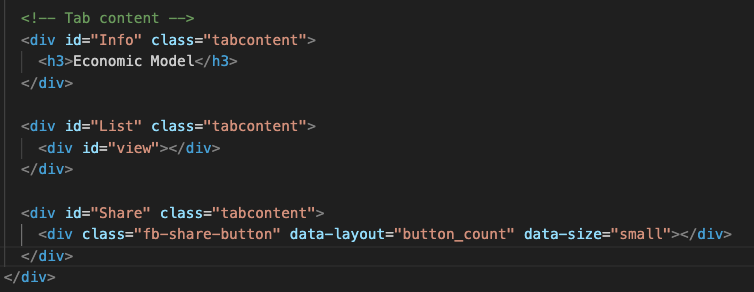 <!-- Tab content -->
<div id="Info" class="tabcontent">
<h3>Economic Model</h3>
</div>
<div id="List" class="tabcontent">
<div id="view"></div>
</div>
<div id="Share" class="tabcontent">
<div class="fb-share-button" data-layout="button_count" data-size="small"></div>
</div>
</div>